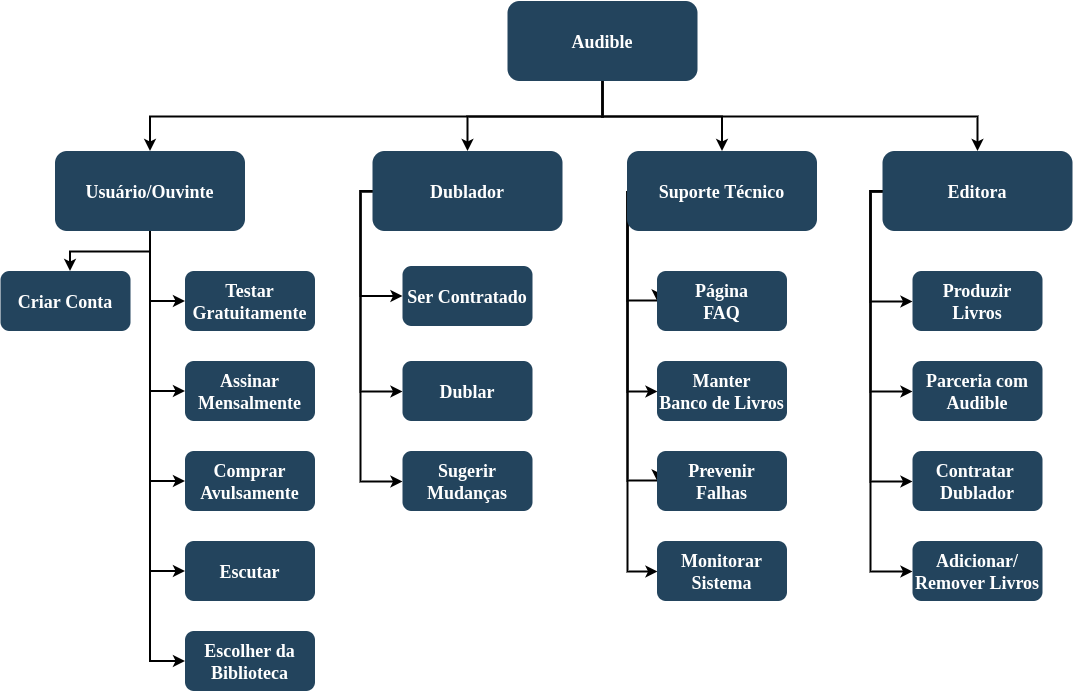 Audible
Usuário/Ouvinte
Dublador
Suporte Técnico
Editora
Criar Conta
Testar
Gratuitamente
Assinar
Mensalmente
Comprar
Avulsamente
Escutar
Escolher da
Biblioteca
Ser Contratado
Dublar
Sugerir
Mudanças
Página
FAQ
Manter
Banco de Livros
Prevenir
Falhas
Monitorar
Sistema
Produzir
Livros
Parceria com
Audible
Contratar
Dublador
Adicionar/
Remover Livros